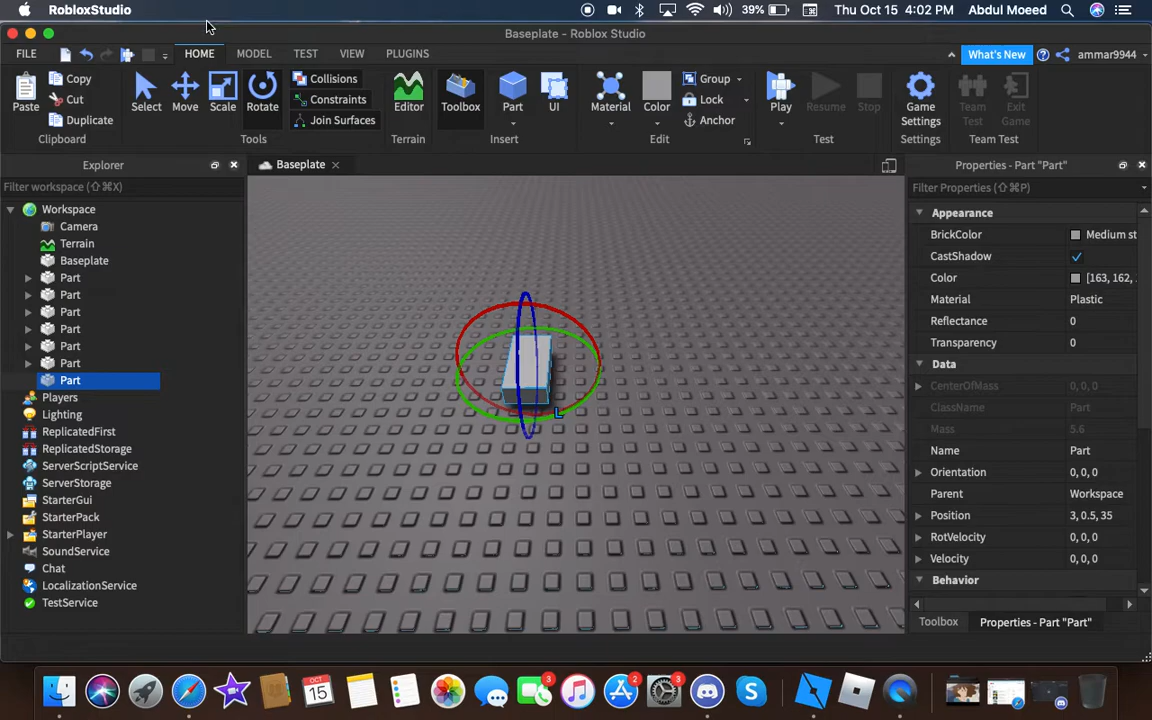 RobloxStudio
39%
Thu Oct 15 4:02 PM
Abdul Moeed
Baseplate - Roblox Studio
FILE
HOME
MODEL
TEST
VIEW
PLUGINS
What's New
ammar9944
Paste
Copy
Cut
Duplicate
Clipboard
Select
Move
Scale
Rotate
Collisions
Constraints
Join Surfaces
Tools
Editor
Terrain
Toolbox
Part
UI
Insert
Material
Color
Group
Lock
Anchor
Edit
Play
Resume
Stop
Test
Game
Settings
Settings
Team
Test
Exit
Game
Team Test
Explorer
Filter workspace (⇧⌘X)
Workspace
Camera
Terrain
Baseplate
Part
Part
Part
Part
Part
Part
Part
Players
Lighting
ReplicatedFirst
ReplicatedStorage
ServerScriptService
ServerStorage
StarterGui
StarterPack
StarterPlayer
SoundService
Chat
LocalizationService
TestService
Baseplate
L
Properties - Part "Part"
Filter Properties (⇧⌘P)
Appearance
BrickColor Medium st
CastShadow
Color [163, 162,
Material Plastic
Reflectance 0
Transparency 0
Data
CenterOfMass 0, 0, 0
ClassName Part
Mass 5.6
Name Part
Orientation 0, 0, 0
Parent Workspace
Position 3, 0.5, 35
RotVelocity 0, 0, 0
Velocity 0, 0, 0
Behavior
Toolbox
Properties - Part "Part"
OCT
15
3
2
3